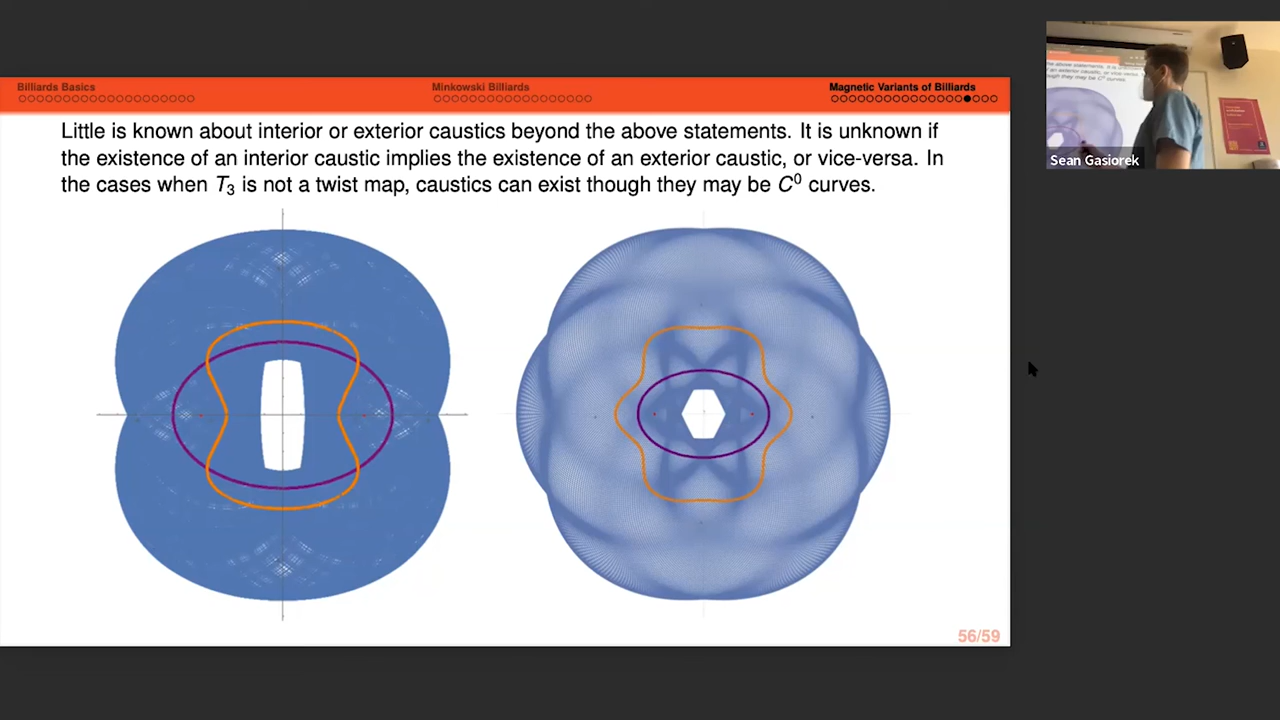 Billiards Basics
Minkowski Billiards
Magnetic Variants of Billiards
Little is known about interior or exterior caustics beyond the above statements. It is unknown if
the existence of an interior caustic implies the existence of an exterior caustic, or vice-versa. In
the cases when T₃ is not a twist map, caustics can exist though they may be C⁰ curves.
56/59
Sean Gasiorek